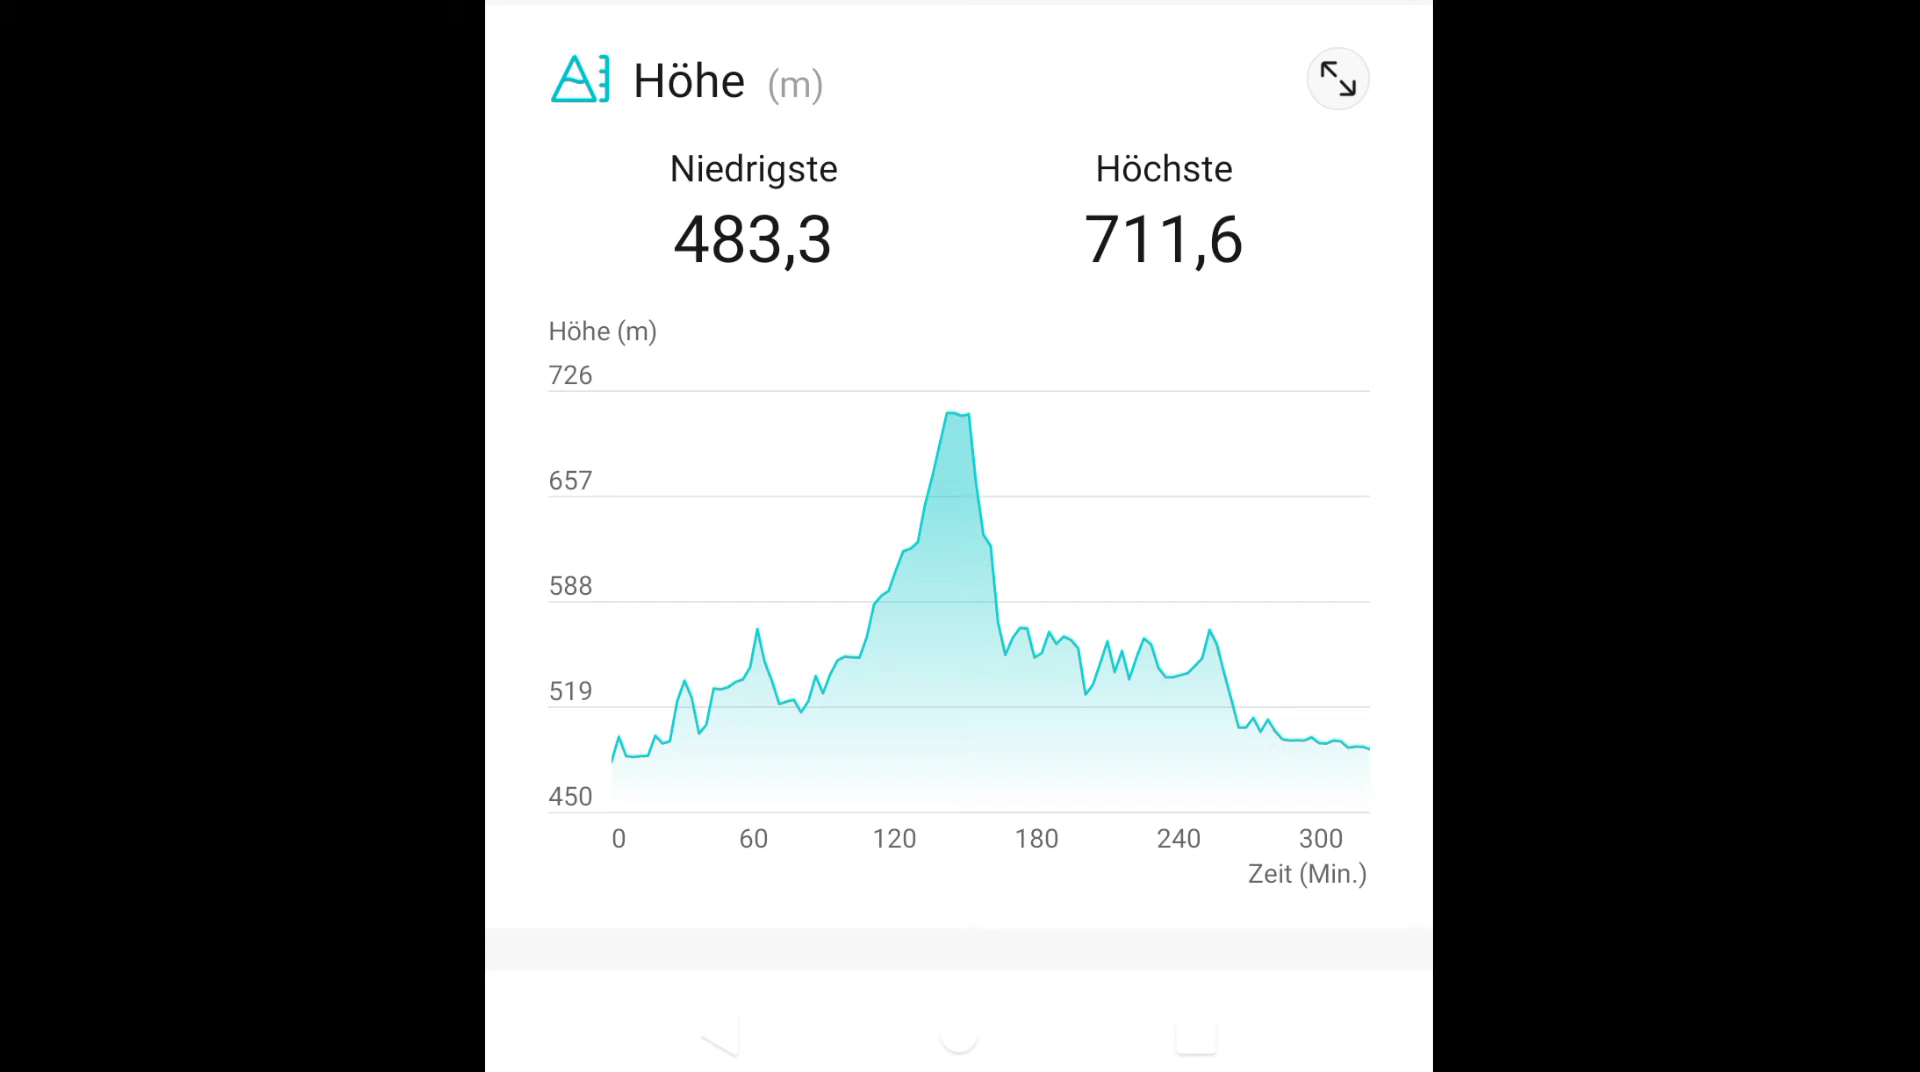 Höhe (m)
Niedrigste Höchste
483,3 711,6
Höhe (m)
726
657
588
519
450
0 60 120 180 240 300
Zeit (Min.)